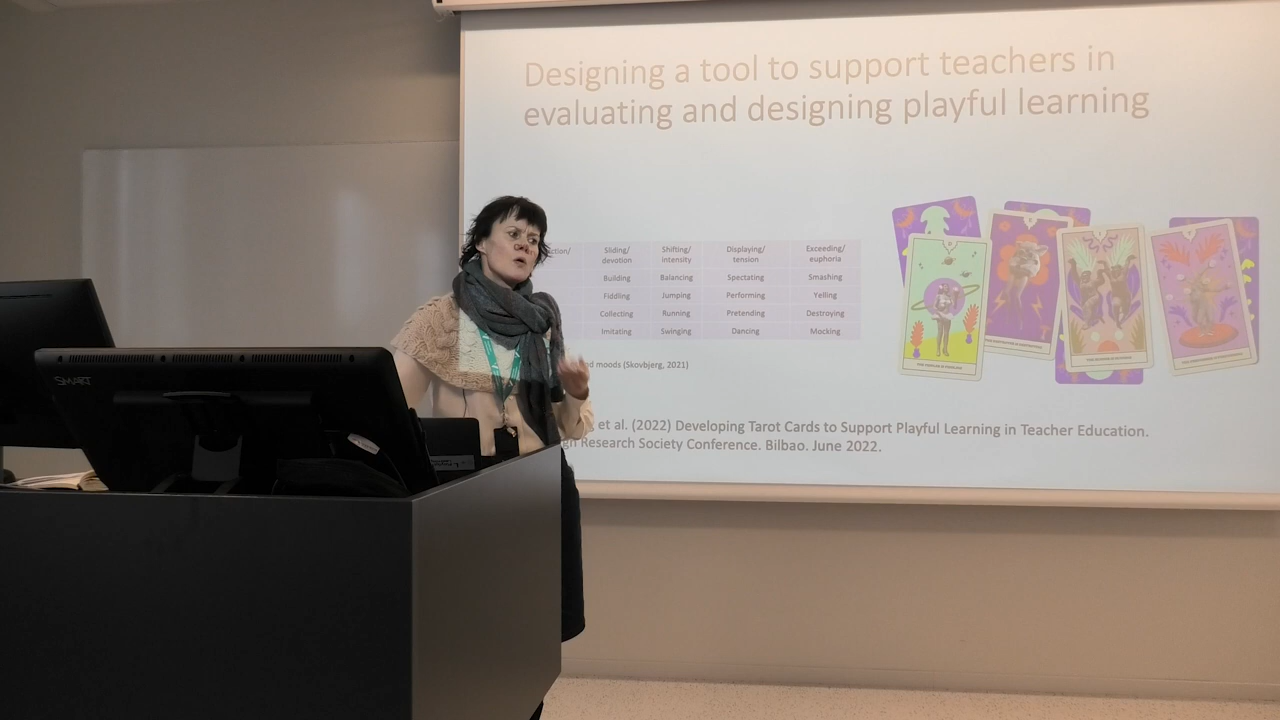 Designing a tool to support teachers in
evaluating and designing playful learning
Sliding/ devotion Shifting/ intensity Displaying/ tension Exceeding/ euphoria
Building Balancing Spectating Smashing
Fiddling Jumping Performing Yelling
Collecting Running Pretending Destroying
Imitating Swinging Dancing Mocking
moods (Skovbjerg, 2021)
et al. (2022) Developing Tarot Cards to Support Playful Learning in Teacher Education.
Research Society Conference. Bilbao. June 2022.
SMART